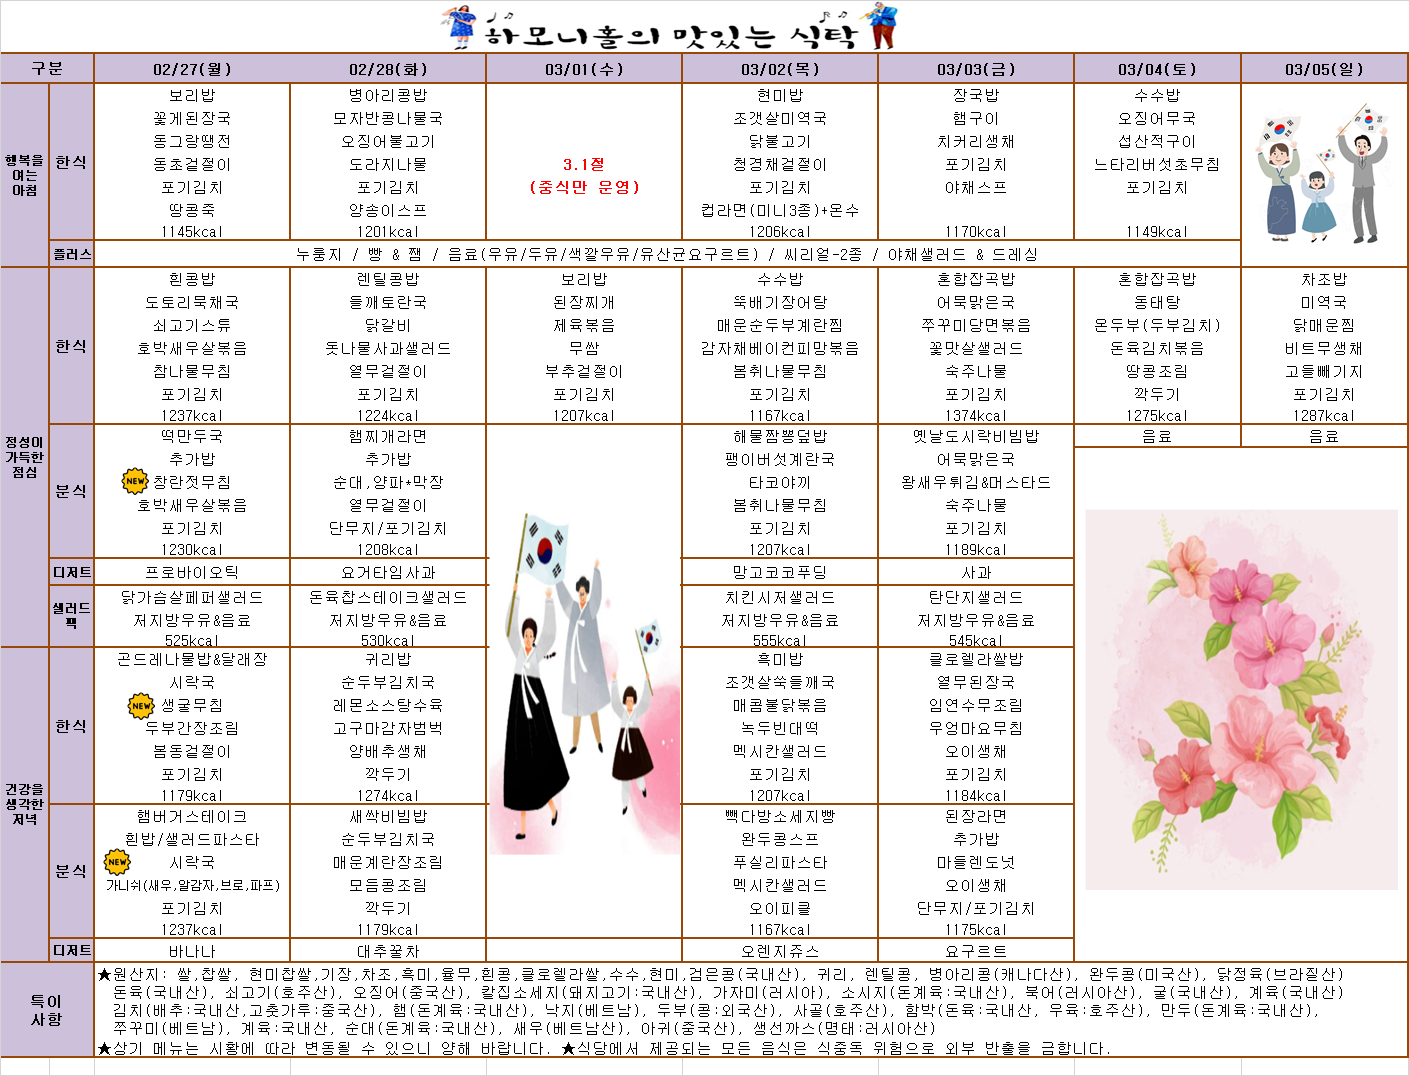 하모니홀의 맛있는 식탁
구분 02/27(월) 02/28(화) 03/01(수) 03/02(목) 03/03(금) 03/04(토) 03/05(일)
행복을
여는
아침
한식
보리밥
꽃게된장국
동그랑땡전
동초겉절이
포기김치
땅콩죽
1145kcal
병아리콩밥
모자반콩나물국
오징어불고기
도라지나물
포기김치
양송이스프
1201kcal
3.1절
(중식만 운영)
현미밥
조갯살미역국
닭불고기
청경채겉절이
포기김치
컵라면(미니3종)+온수
1206kcal
장국밥
햄구이
치커리생채
포기김치
야채스프
1170kcal
수수밥
오징어무국
섭산적구이
느타리버섯초무침
포기김치
1149kcal
플러스
누룽지 / 빵 & 잼 / 음료(우유/두유/색깔우유/유산균요구르트) / 씨리얼-2종 / 야채샐러드 & 드레싱
정성이
가득한
점심
한식
흰콩밥
도토리묵채국
쇠고기스튜
호박새우살볶음
참나물무침
포기김치
1237kcal
렌틸콩밥
들깨토란국
닭갈비
돗나물사과샐러드
열무겉절이
포기김치
1224kcal
보리밥
된장찌개
제육볶음
무쌈
부추겉절이
포기김치
1207kcal
수수밥
뚝배기장어탕
매운순두부계란찜
감자채베이컨피망볶음
봄취나물무침
포기김치
1167kcal
혼합잡곡밥
어묵맑은국
쭈꾸미당면볶음
꽃맛살샐러드
숙주나물
포기김치
1374kcal
혼합잡곡밥
동태탕
온두부(두부김치)
돈육김치볶음
땅콩조림
깍두기
1275kcal
차조밥
미역국
닭매운찜
비트무생채
고들빼기지
포기김치
1287kcal
분식
떡만두국
추가밥
NEW 창란젓무침
호박새우살볶음
포기김치
1230kcal
햄찌개라면
추가밥
순대,양파*막장
열무겉절이
단무지/포기김치
1208kcal
해물짬뽕덮밥
팽이버섯계란국
타코야끼
봄취나물무침
포기김치
1207kcal
옛날도시락비빔밥
어묵맑은국
왕새우튀김&머스타드
숙주나물
포기김치
1189kcal
음료
음료
디저트 프로바이오틱 요거타임사과 망고코코푸딩 사과
샐러드
팩
닭가슴살페퍼샐러드
저지방우유&음료
525kcal
돈육찹스테이크샐러드
저지방우유&음료
530kcal
치킨시저샐러드
저지방우유&음료
555kcal
탄단지샐러드
저지방우유&음료
545kcal
건강을
생각한
저녁
한식
곤드레나물밥&달래장
시락국
NEW 생굴무침
두부간장조림
봄동겉절이
포기김치
1179kcal
귀리밥
순두부김치국
레몬소스탕수육
고구마감자범벅
양배추생채
깍두기
1274kcal
흑미밥
조갯살쑥들깨국
매콤불닭볶음
녹두빈대떡
멕시칸샐러드
포기김치
1207kcal
클로렐라쌀밥
열무된장국
임연수무조림
우엉마요무침
오이생채
포기김치
1184kcal
분식
햄버거스테이크
흰밥/샐러드파스타
NEW 시락국
가니쉬(새우,알감자,브로,파프)
포기김치
1237kcal
새싹비빔밥
순두부김치국
매운계란장조림
모듬콩조림
깍두기
1179kcal
빽다방소세지빵
완두콩스프
푸실리파스타
멕시칸샐러드
오이피클
1167kcal
된장라면
추가밥
마들렌도넛
오이생채
단무지/포기김치
1175kcal
디저트 바나나 대추꿀차 오렌지쥬스 요구르트
특이
사항
★원산지: 쌀,찹쌀, 현미찹쌀,기장,차조,흑미,율무,흰콩,클로렐라쌀,수수,현미,검은콩(국내산), 귀리, 렌틸콩, 병아리콩(캐나다산), 완두콩(미국산), 닭정육(브라질산)
돈육(국내산), 쇠고기(호주산), 오징어(중국산), 칼집소세지(돼지고기:국내산), 가자미(러시아), 소시지(돈계육:국내산), 북어(러시아산), 굴(국내산), 계육(국내산)
김치(배추:국내산,고춧가루:중국산), 햄(돈계육:국내산), 낙지(베트남), 두부(콩:외국산), 사골(호주산), 함박(돈육:국내산, 우육:호주산), 만두(돈계육:국내산),
쭈꾸미(베트남), 계육:국내산, 순대(돈계육:국내산), 새우(베트남산), 아귀(중국산), 생선까스(명태:러시아산)
★상기 메뉴는 시황에 따라 변동될 수 있으니 양해 바랍니다. ★식당에서 제공되는 모든 음식은 식중독 위험으로 외부 반출을 금합니다.